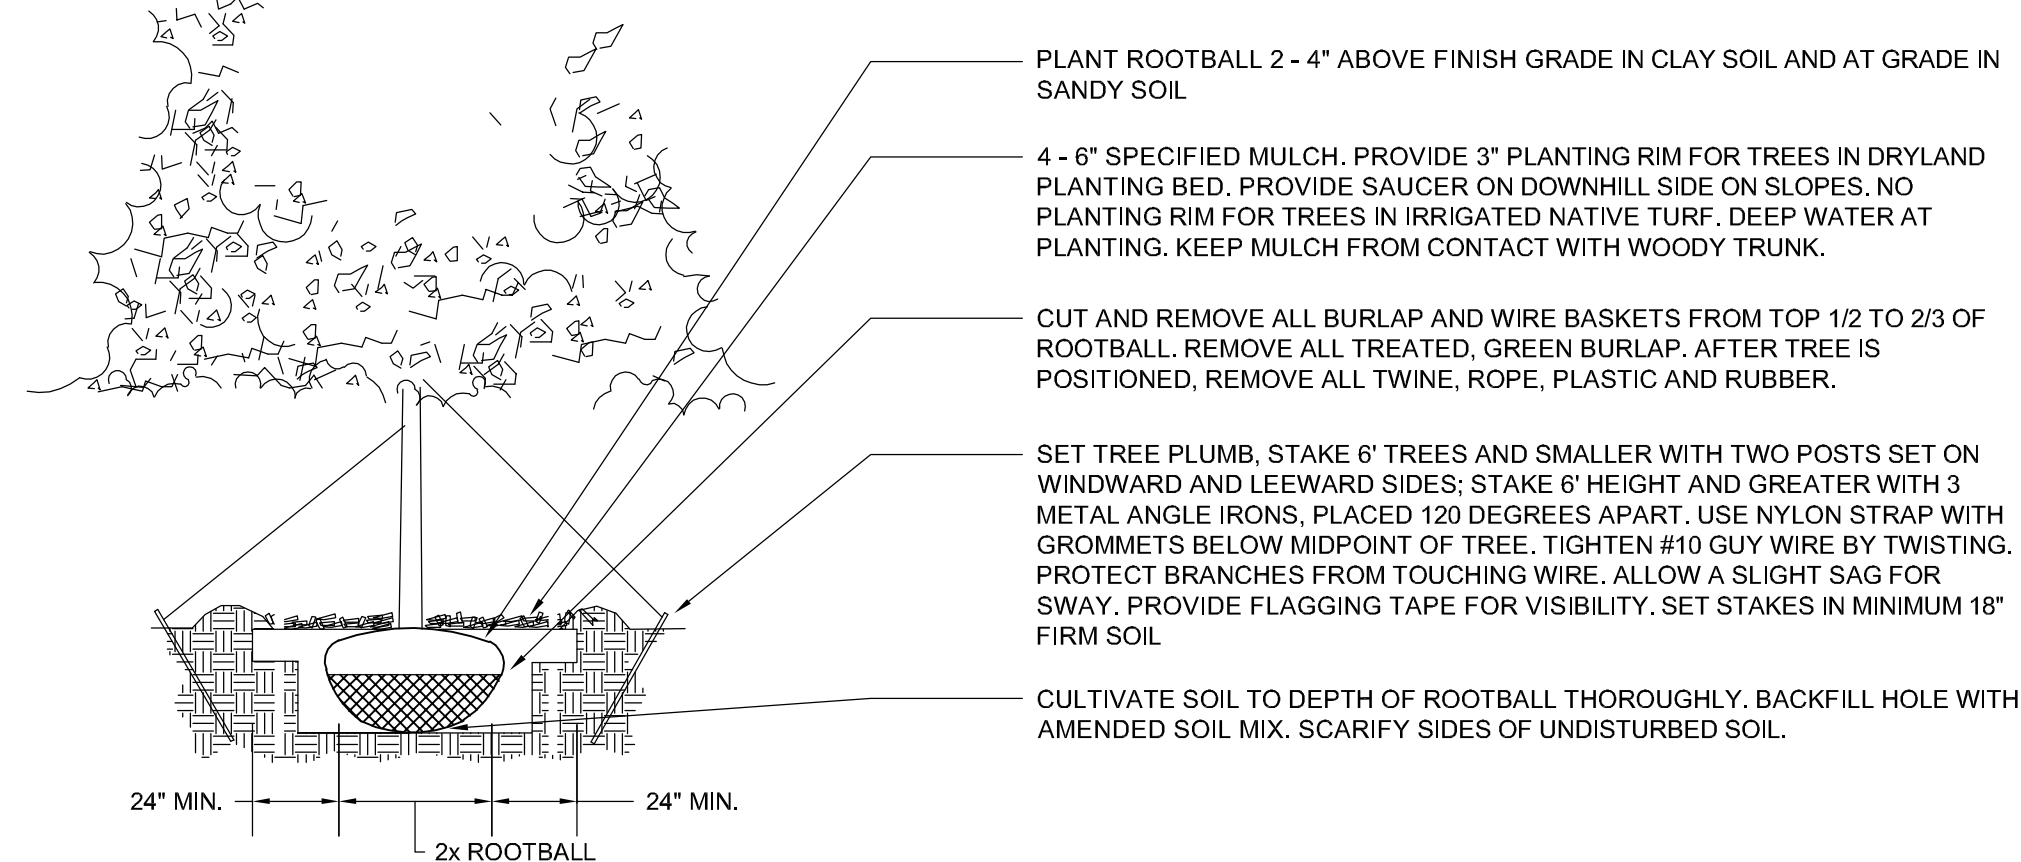 PLANT ROOTBALL 2 - 4" ABOVE FINISH GRADE IN CLAY SOIL AND AT GRADE IN
SANDY SOIL
4 - 6" SPECIFIED MULCH. PROVIDE 3" PLANTING RIM FOR TREES IN DRYLAND
PLANTING BED. PROVIDE SAUCER ON DOWNHILL SIDE ON SLOPES. NO
PLANTING RIM FOR TREES IN IRRIGATED NATIVE TURF. DEEP WATER AT
PLANTING. KEEP MULCH FROM CONTACT WITH WOODY TRUNK.
CUT AND REMOVE ALL BURLAP AND WIRE BASKETS FROM TOP 1/2 TO 2/3 OF
ROOTBALL. REMOVE ALL TREATED, GREEN BURLAP. AFTER TREE IS
POSITIONED, REMOVE ALL TWINE, ROPE, PLASTIC AND RUBBER.
SET TREE PLUMB, STAKE 6' TREES AND SMALLER WITH TWO POSTS SET ON
WINDWARD AND LEEWARD SIDES; STAKE 6' HEIGHT AND GREATER WITH 3
METAL ANGLE IRONS, PLACED 120 DEGREES APART. USE NYLON STRAP WITH
GROMMETS BELOW MIDPOINT OF TREE. TIGHTEN #10 GUY WIRE BY TWISTING.
PROTECT BRANCHES FROM TOUCHING WIRE. ALLOW A SLIGHT SAG FOR
SWAY. PROVIDE FLAGGING TAPE FOR VISIBILITY. SET STAKES IN MINIMUM 18"
FIRM SOIL
CULTIVATE SOIL TO DEPTH OF ROOTBALL THOROUGHLY. BACKFILL HOLE WITH
AMENDED SOIL MIX. SCARIFY SIDES OF UNDISTURBED SOIL.
24" MIN.
24" MIN.
2x ROOTBALL